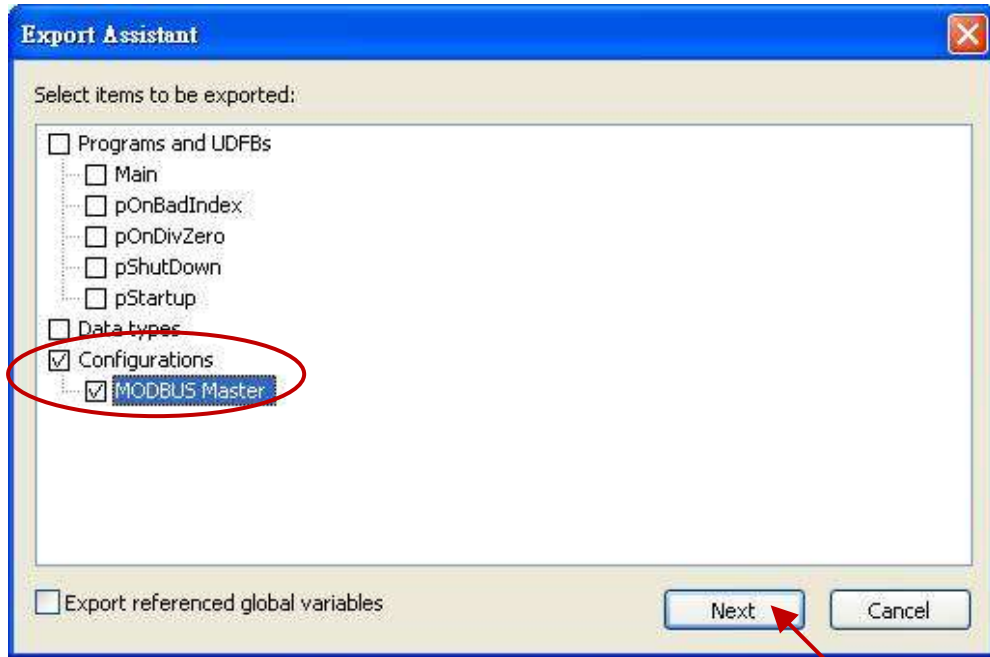 Export Assistant
Select items to be exported:
Programs and UDFBs
Main
pOnBadIndex
pOnDivZero
pShutDown
pStartup
Data types
Configurations
MODBUS Master
Export referenced global variables
Next
Cancel